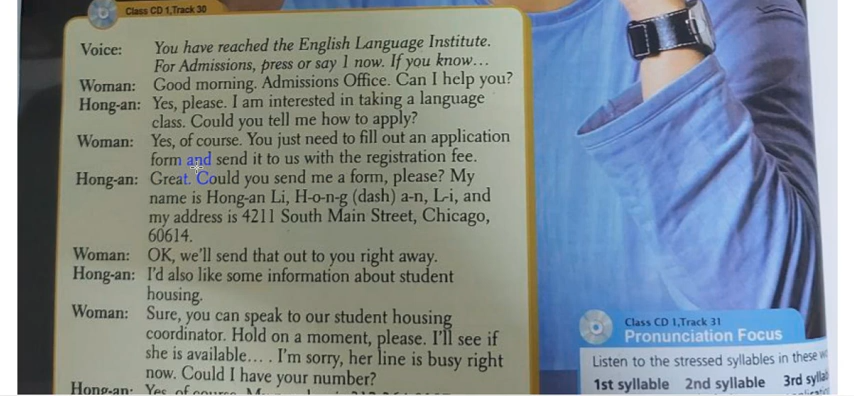 Class CD 1, Track 30
Voice: You have reached the English Language Institute.
For Admissions, press or say 1 now. If you know…
Woman: Good morning. Admissions Office. Can I help you?
Hong-an: Yes, please. I am interested in taking a language
class. Could you tell me how to apply?
Woman: Yes, of course. You just need to fill out an application
form and send it to us with the registration fee.
Hong-an: Great. Could you send me a form, please? My
name is Hong-an Li, H-o-n-g (dash) a-n, L-i, and
my address is 4211 South Main Street, Chicago,
60614.
Woman: OK, we'll send that out to you right away.
Hong-an: I'd also like some information about student
housing.
Woman: Sure, you can speak to our student housing
coordinator. Hold on a moment, please. I'll see if
she is available… . I'm sorry, her line is busy right
now. Could I have your number?
Hong-an: Yes, of course. My
Class CD 1, Track 31
Pronunciation Focus
Listen to the stressed syllables in these
1st syllable 2nd syllable 3rd